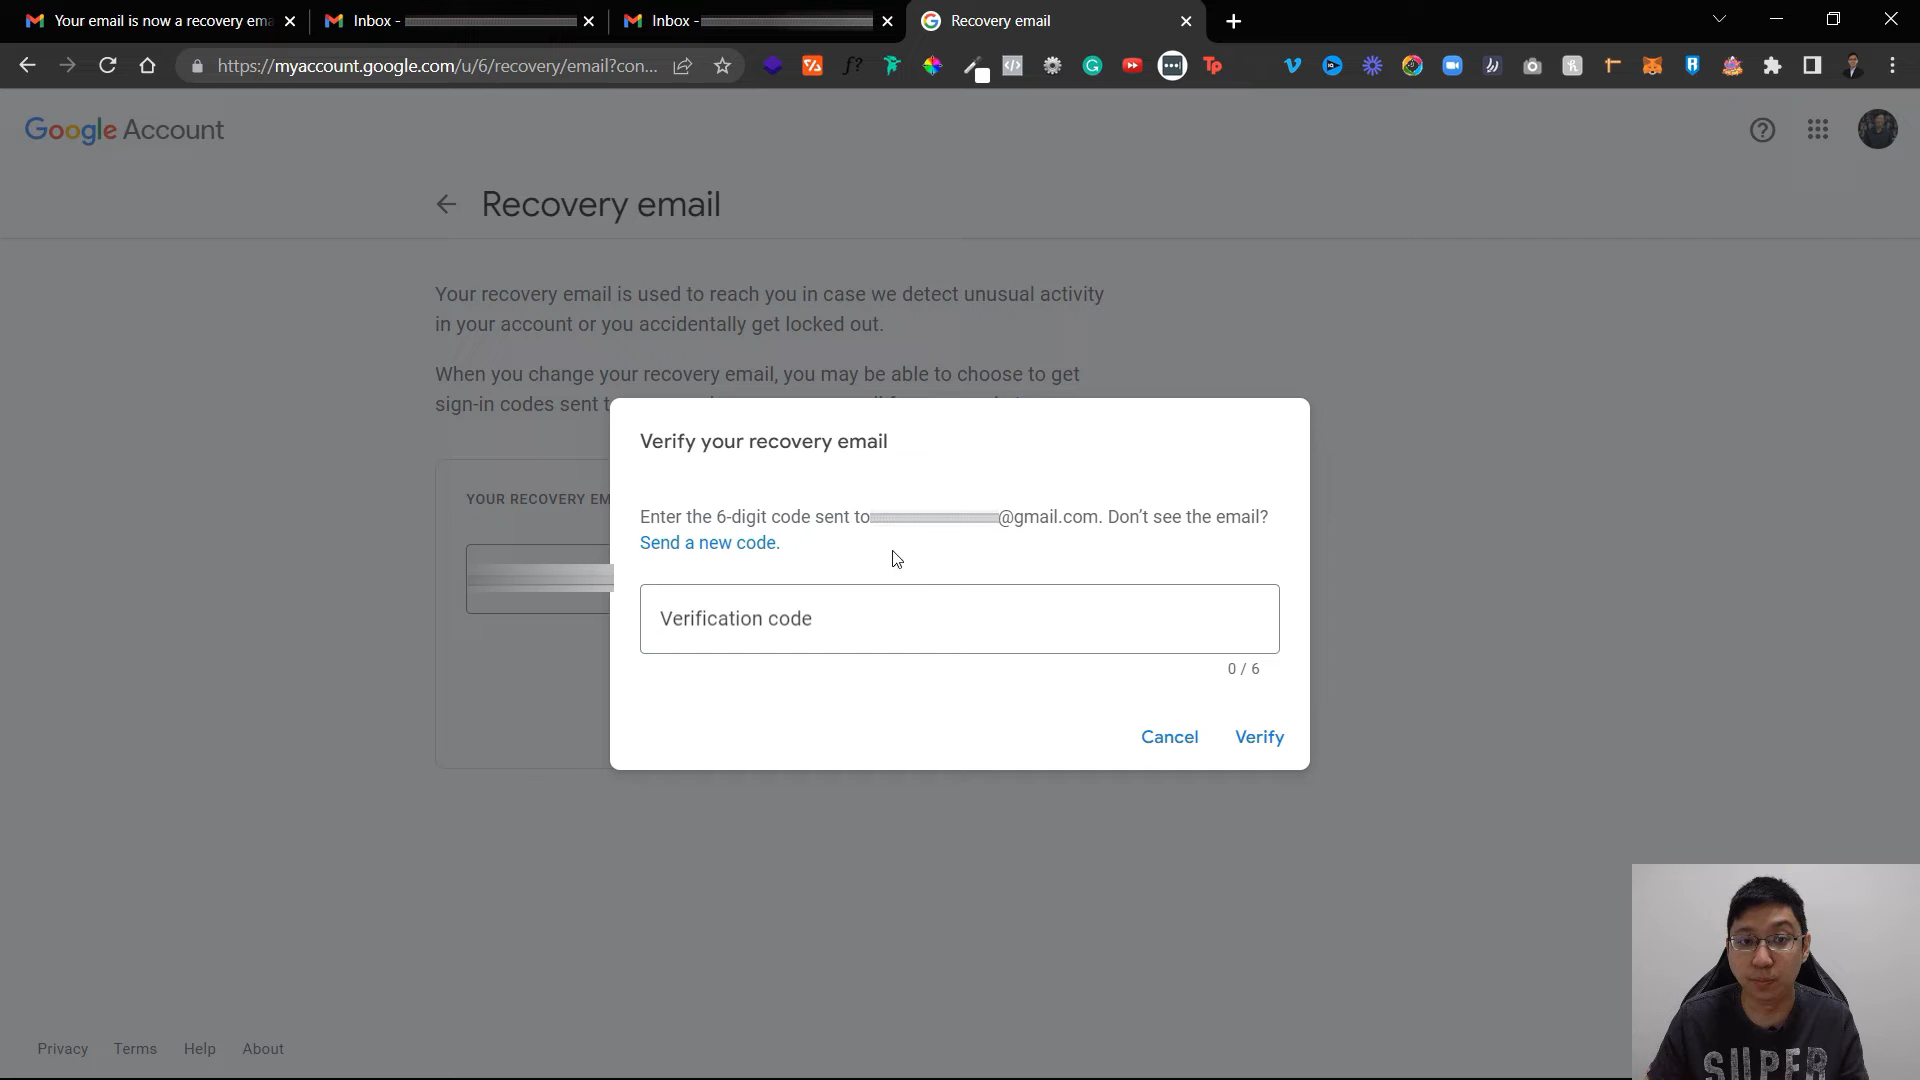 Your email is now a recovery ema
Inbox -
Inbox -
Recovery email
https://myaccount.google.com/u/6/recovery/email?con...
Google Account
Recovery email
Your recovery email is used to reach you in case we detect unusual activity
in your account or you accidentally get locked out.
When you change your recovery email, you may be able to choose to get
sign-in codes sent t
Verify your recovery email
YOUR RECOVERY EM
Enter the 6-digit code sent to @gmail.com. Don't see the email?
Send a new code.
Verification code
0 / 6
Cancel
Verify
Privacy
Terms
Help
About
SUPER